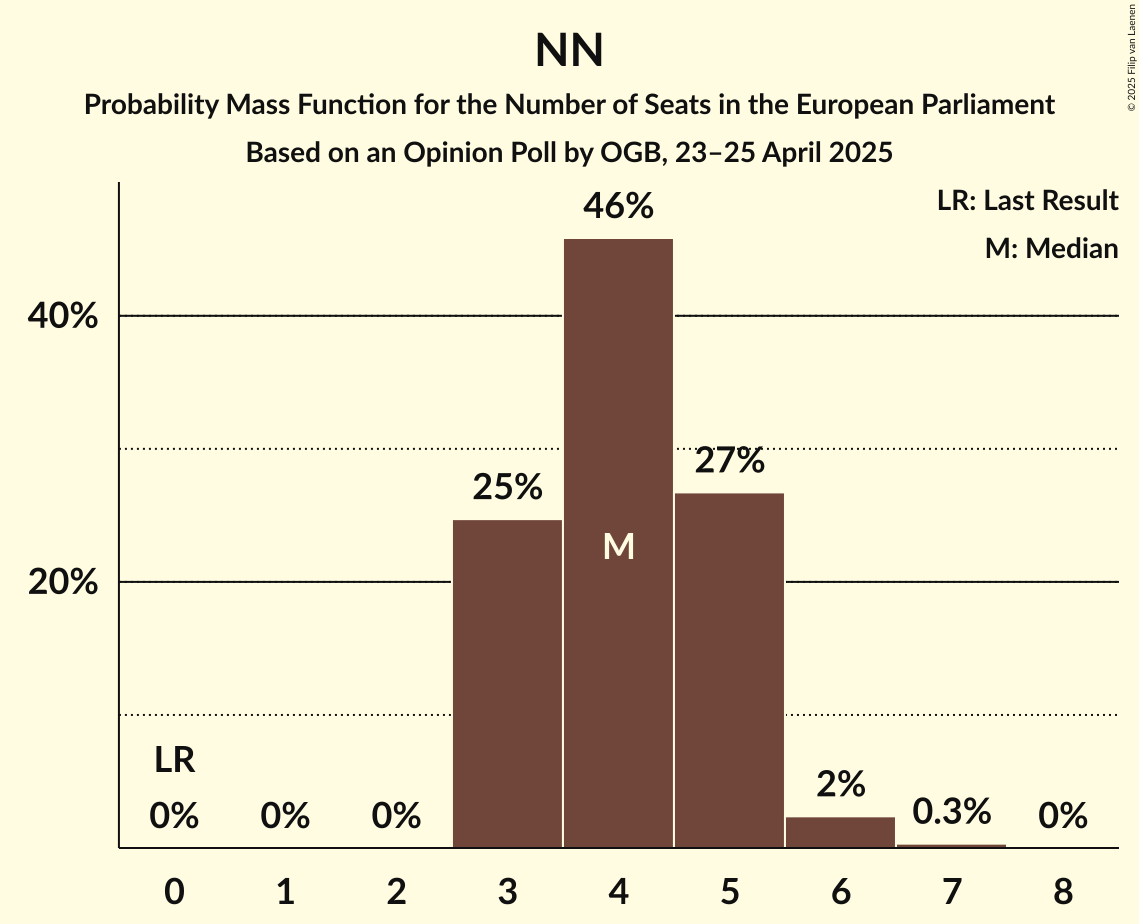 NN
Probability Mass Function for the Number of Seats in the European Parliament
Based on an Opinion Poll by OGB, 23–25 April 2025
© 2025 Filip van Laenen
LR: Last Result
M: Median
46%
40%
27%
25%
M
20%
LR
0%
0%
0%
2%
0.3%
0%
0 1 2 3 4 5 6 7 8